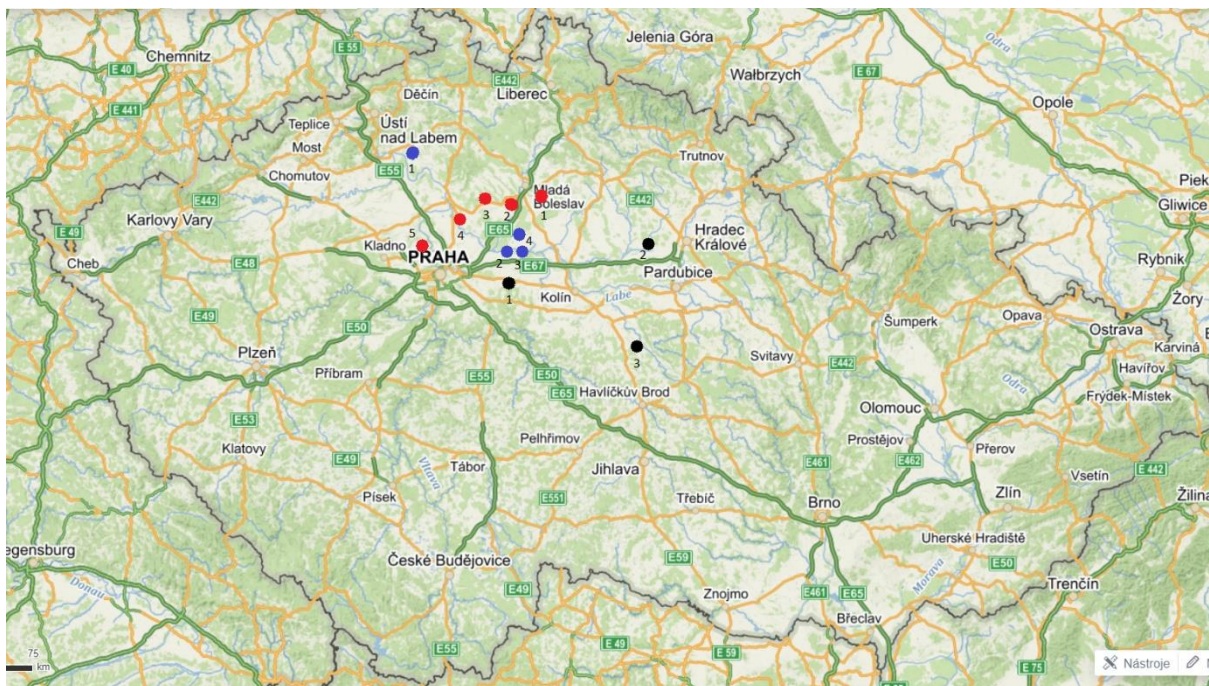 E 55
Jelenia Góra
Odra
Chemnitz
E 40
E442
Wałbrzych
E 67
Děčín
Liberec
E 441
Opole
Teplice
Ústí
nad Labem
Most
E55
Trutnov
Chomutov
1
Piek
E442
3
2
Mladá
Boleslav
1
E442
Gliwice
Karlovy Vary
4
E65
Hradec
Králové
E 49
5
Kladno
4
Cheb
E48
PRAHA
2
3
E67
2
Pardubice
Rybnik
1
Kolín
Labe
Żory
E49
E50
Šumperk
Opava
Ostrava
Plzeň
3
Svitavy
E442
Karviná
Příbram
E55
E50
Havířov
E65
Havlíčkův Brod
Odra
Frýdek-Místek
E53
Olomouc
Klatovy
Pelhřimov
Prostějov
Přerov
E49
Vltava
Tábor
Jihlava
E461
E462
E 442
Vsetín
Písek
E551
Třebíč
Zlín
Žilina
Brno
egensburg
Uherské Hradiště
České Budějovice
E59
E50
Donau
E49
Znojmo
E461
E65
Morava
Trenčín
Břeclav
75
km
E55
E 49
E 59
E 75
Nástroje